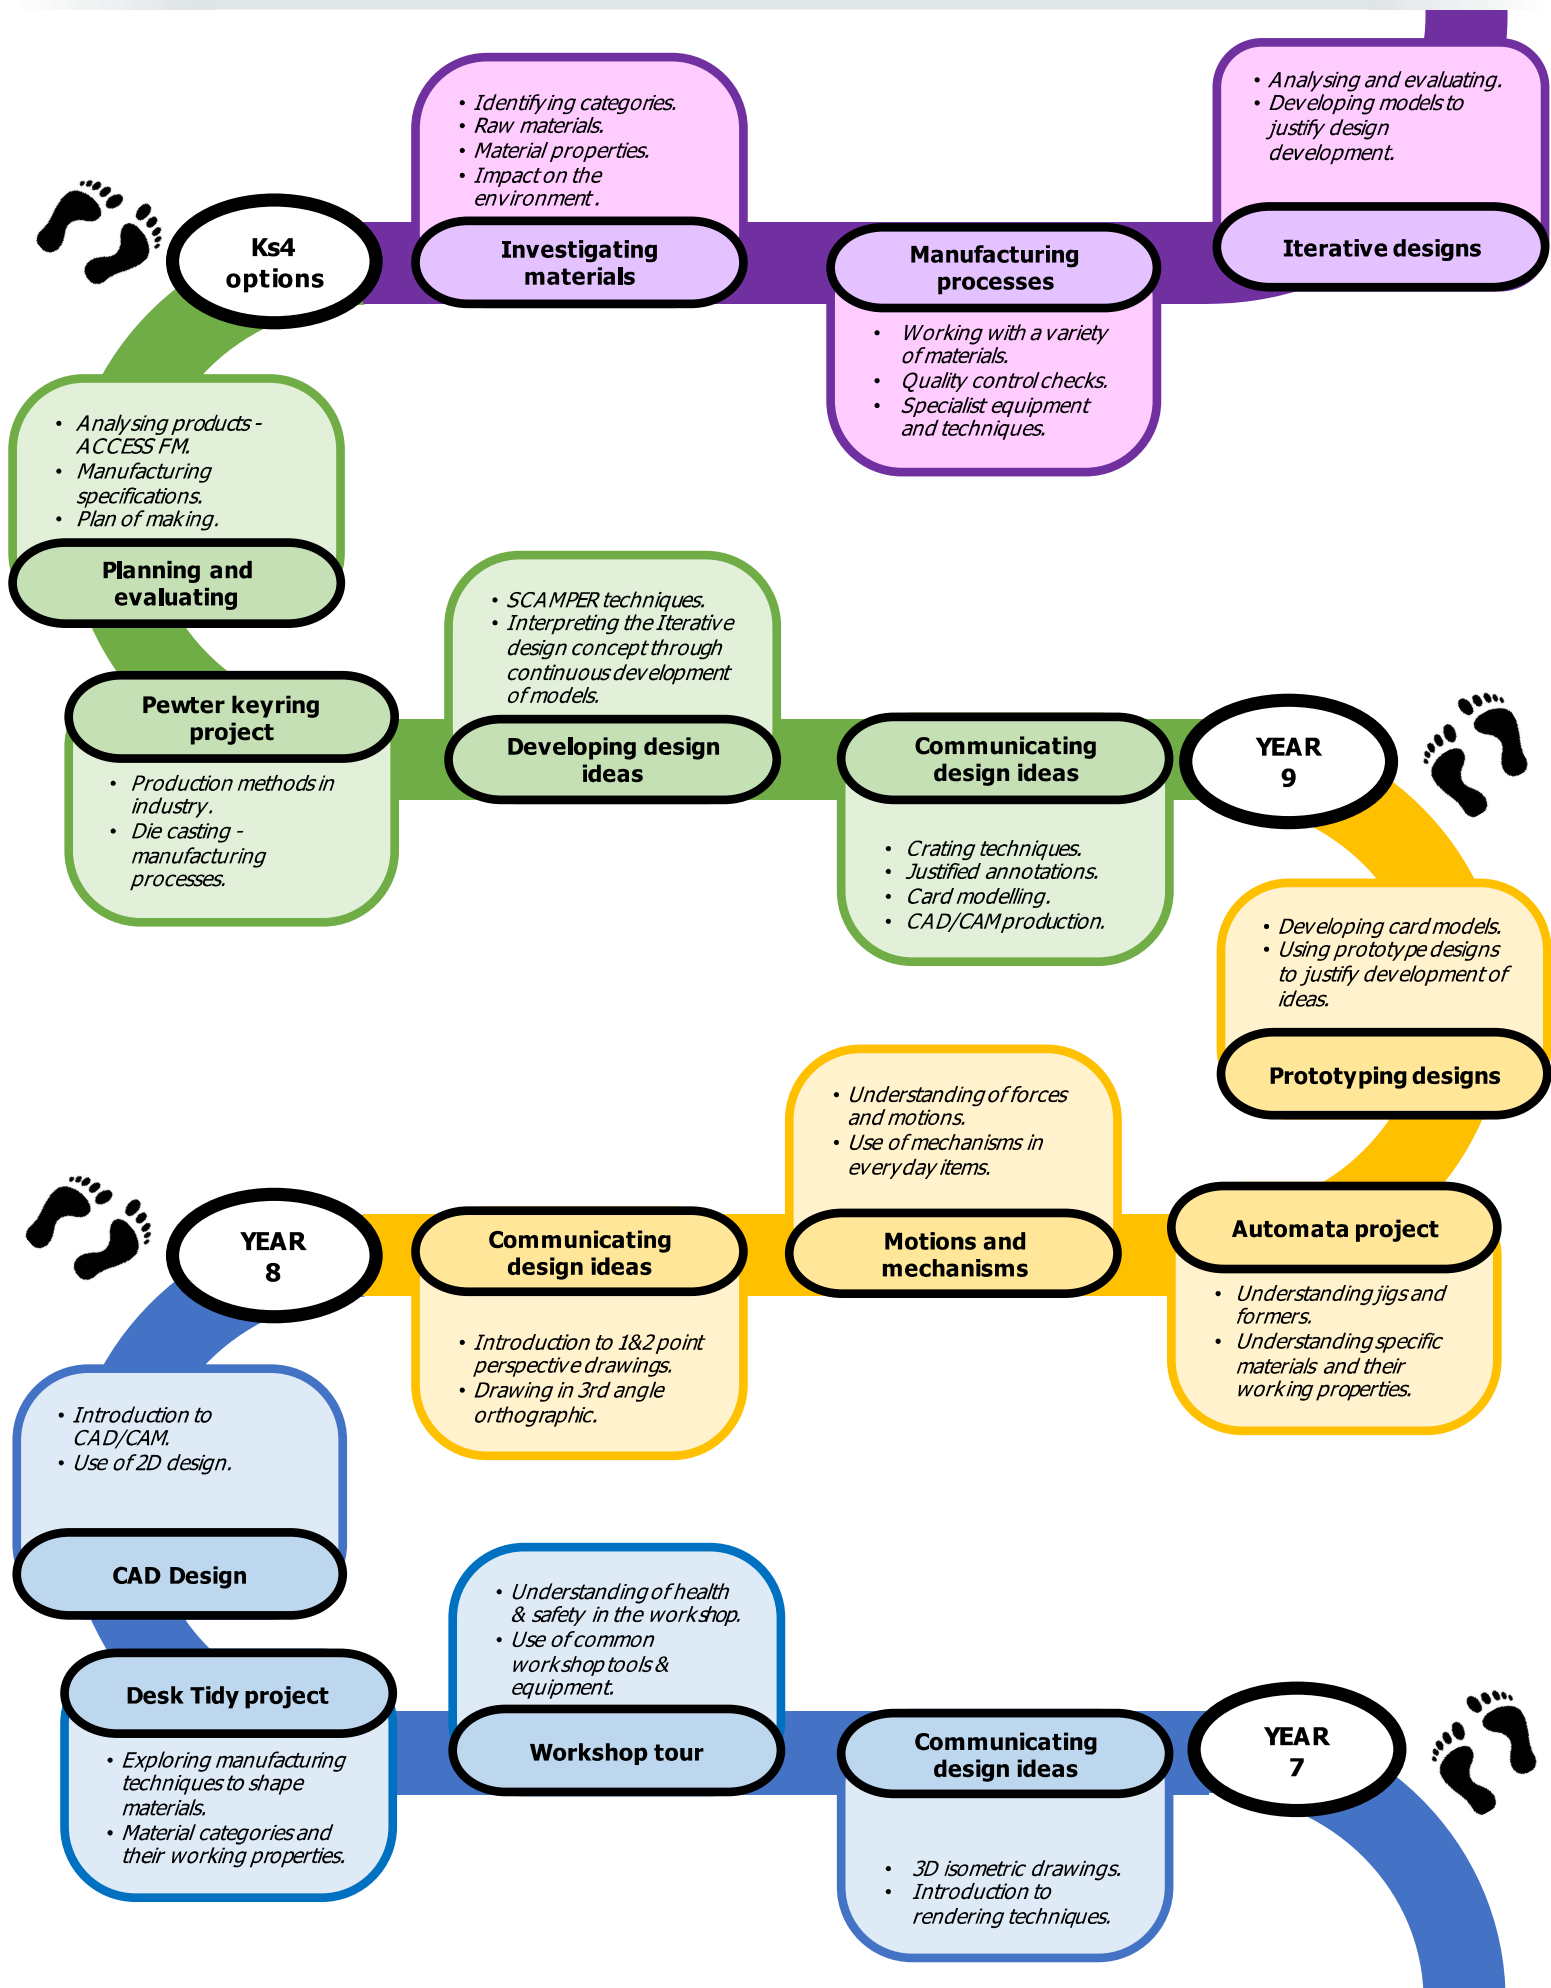 • Identifying categories.
• Raw materials.
• Material properties.
• Impact on the
environment.
Investigating
materials
• Analysing and evaluating.
• Developing models to
justify design
development.
Iterative designs
Ks4
options
Manufacturing
processes
• Working with a variety
of materials.
• Quality control checks.
• Specialist equipment
and techniques.
• Analysing products -
ACCESS FM.
• Manufacturing
specifications.
• Plan of making.
Planning and
evaluating
Pewter keyring
project
• Production methods in
industry.
• Die casting -
manufacturing
processes.
• SCAMPER techniques.
• Interpreting the Iterative
design concept through
continuous development
of models.
Developing design
ideas
Communicating
design ideas
• Crating techniques.
• Justified annotations.
• Card modelling.
• CAD/CAM production.
YEAR
9
• Developing card models.
• Using prototype designs
to justify development of
ideas.
Prototyping designs
• Understanding of forces
and motions.
• Use of mechanisms in
everyday items.
Motions and
mechanisms
Automata project
• Understanding jigs and
formers.
• Understanding specific
materials and their
working properties.
YEAR
8
Communicating
design ideas
• Introduction to 1&2 point
perspective drawings.
• Drawing in 3rd angle
orthographic.
• Introduction to
CAD/CAM.
• Use of 2D design.
CAD Design
Desk Tidy project
• Exploring manufacturing
techniques to shape
materials.
• Material categories and
their working properties.
• Understanding of health
& safety in the workshop.
• Use of common
workshop tools &
equipment.
Workshop tour
Communicating
design ideas
• 3D isometric drawings.
• Introduction to
rendering techniques.
YEAR
7